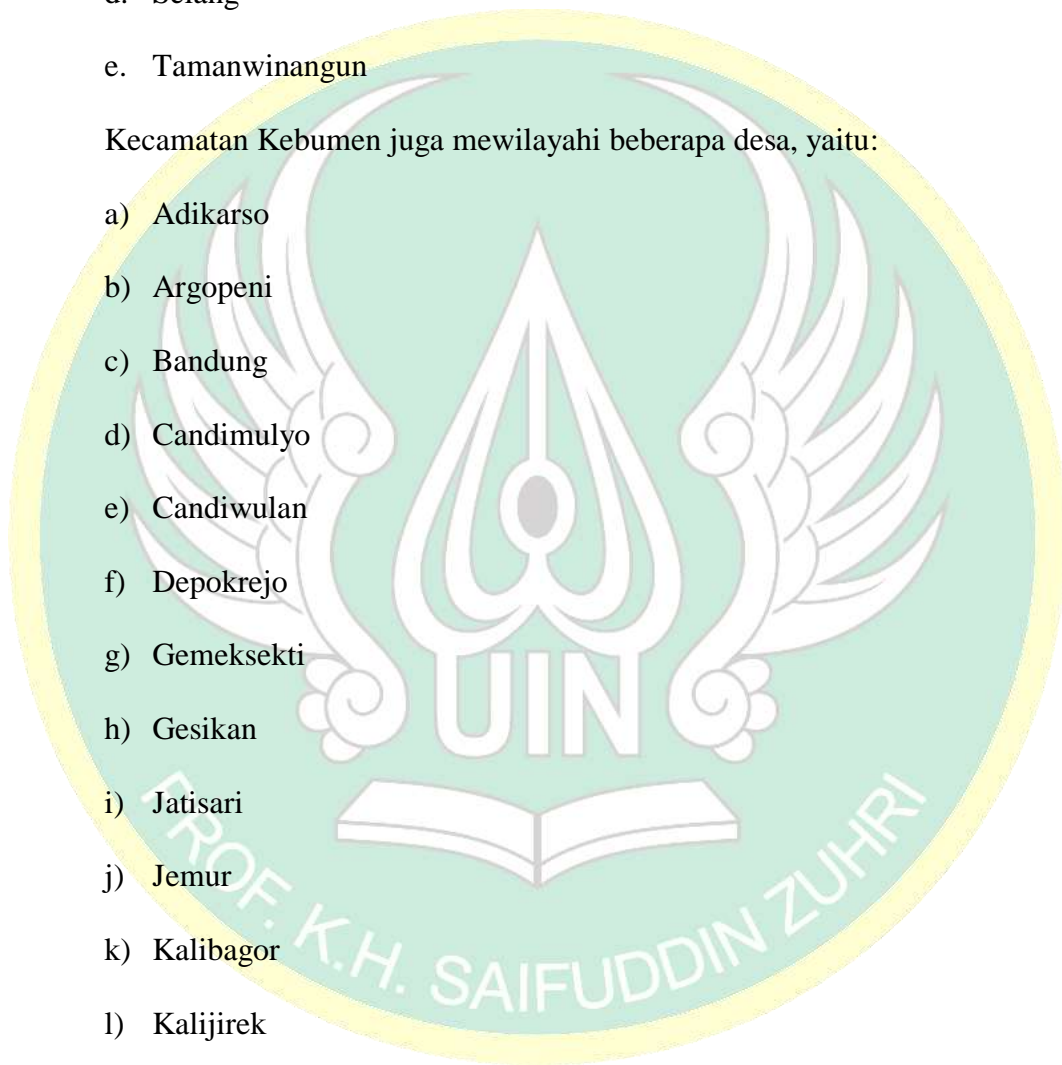 d. Selang
e. Tamanwinangun
Kecamatan Kebumen juga mewilayahi beberapa desa, yaitu:
a) Adikarso
b) Argopeni
c) Bandung
d) Candimulyo
e) Candiwulan
f) Depokrejo
g) Gemeksekti
h) Gesikan
i) Jatisari
j) Jemur
k) Kalibagor
l) Kalijirek
UIN
PROF. K.H. SAIFUDDIN ZUHRI